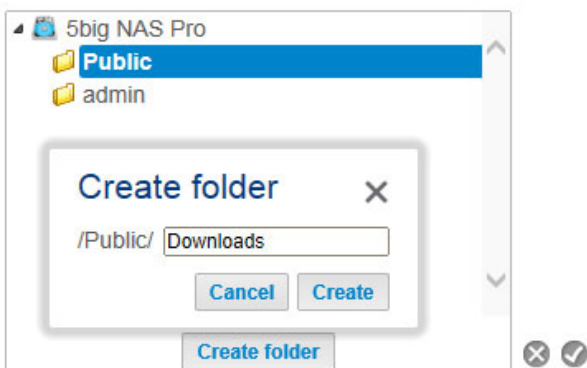 5big NAS Pro
Public
admin
Create folder
/Public/ Downloads
Cancel Create
Create folder